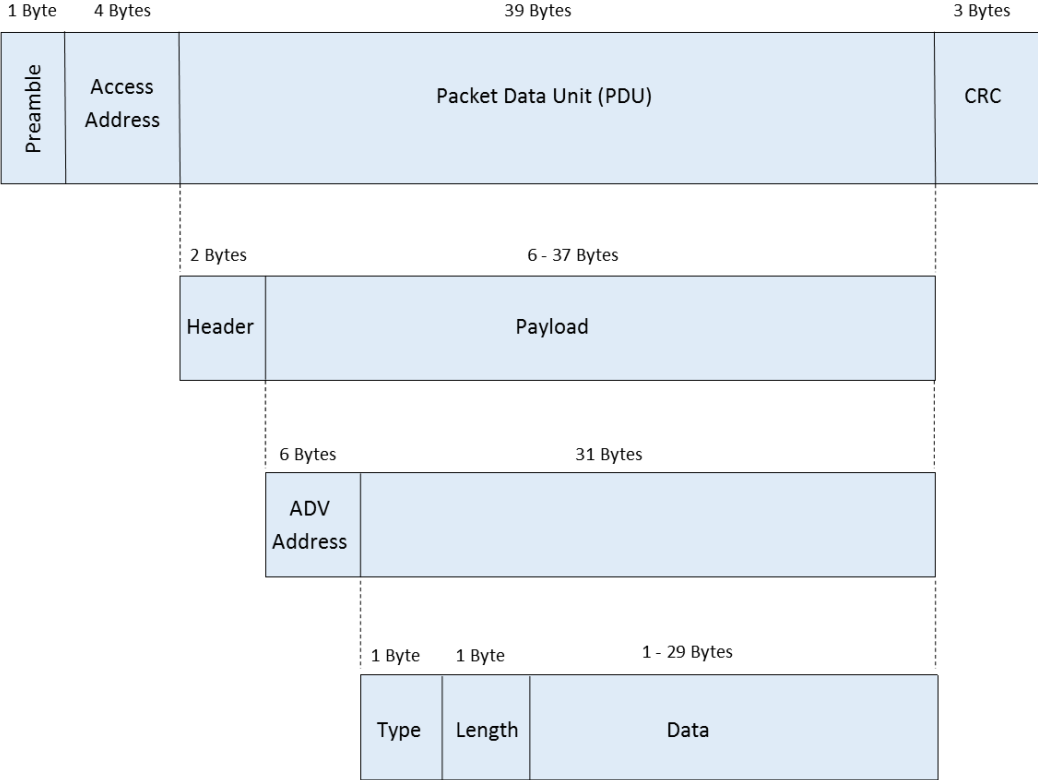 1 Byte 4 Bytes 39 Bytes 3 Bytes
Preamble
Access
Address
Packet Data Unit (PDU)
CRC
2 Bytes 6 - 37 Bytes
Header Payload
6 Bytes 31 Bytes
ADV
Address
1 Byte 1 Byte 1 - 29 Bytes
Type Length Data